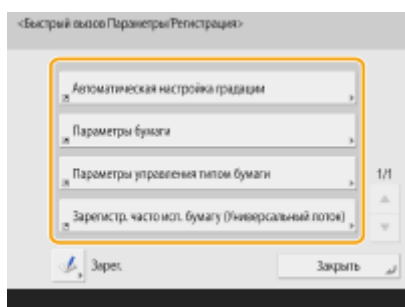 <Быстрый вызов Параметры/Регистрация>
Автоматическая настройка градации
Параметры бумаги
Параметры управления типом бумаги
1/1
Зарегистр. часто исп. бумагу (Универсальный лоток)
Зарег.
Закрыть